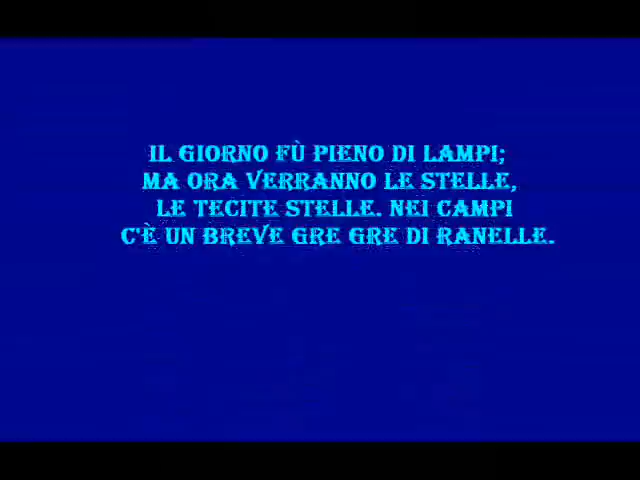 IL GIORNO FÙ PIENO DI LAMPI;
MA ORA VERRANNO LE STELLE,
LE TECITE STELLE. NEI CAMPI
C'È UN BREVE GRE GRE DI RANELLE.